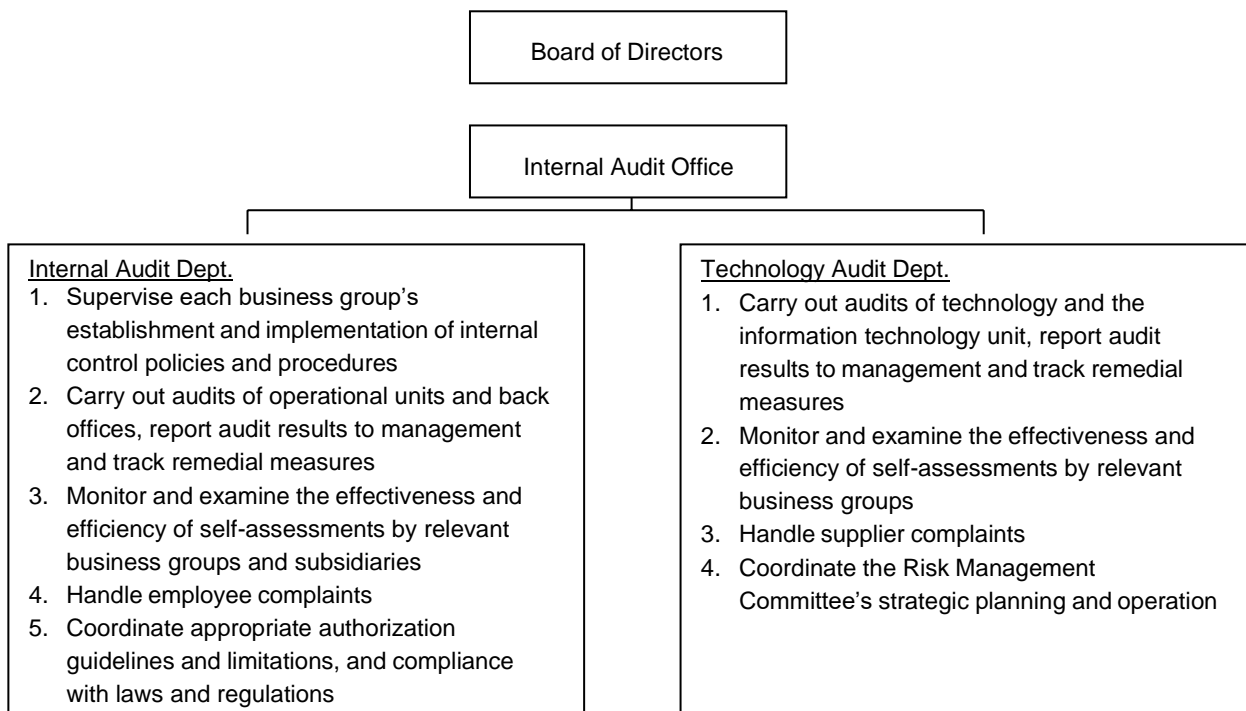 Board of Directors
Internal Audit Office
Internal Audit Dept.
1. Supervise each business group’s
establishment and implementation of internal
control policies and procedures
2. Carry out audits of operational units and back
offices, report audit results to management
and track remedial measures
3. Monitor and examine the effectiveness and
efficiency of self-assessments by relevant
business groups and subsidiaries
4. Handle employee complaints
5. Coordinate appropriate authorization
guidelines and limitations, and compliance
with laws and regulations
Technology Audit Dept.
1. Carry out audits of technology and the
information technology unit, report audit
results to management and track remedial
measures
2. Monitor and examine the effectiveness and
efficiency of self-assessments by relevant
business groups
3. Handle supplier complaints
4. Coordinate the Risk Management
Committee’s strategic planning and operation